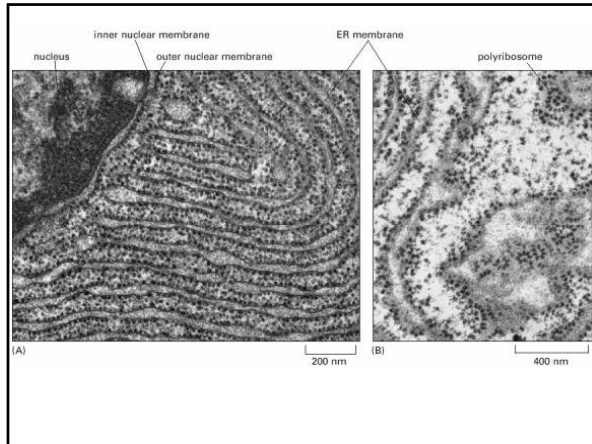 inner nuclear membrane
ER membrane
nucleus
outer nuclear membrane
polyribosome
(A)
200 nm
(B)
400 nm